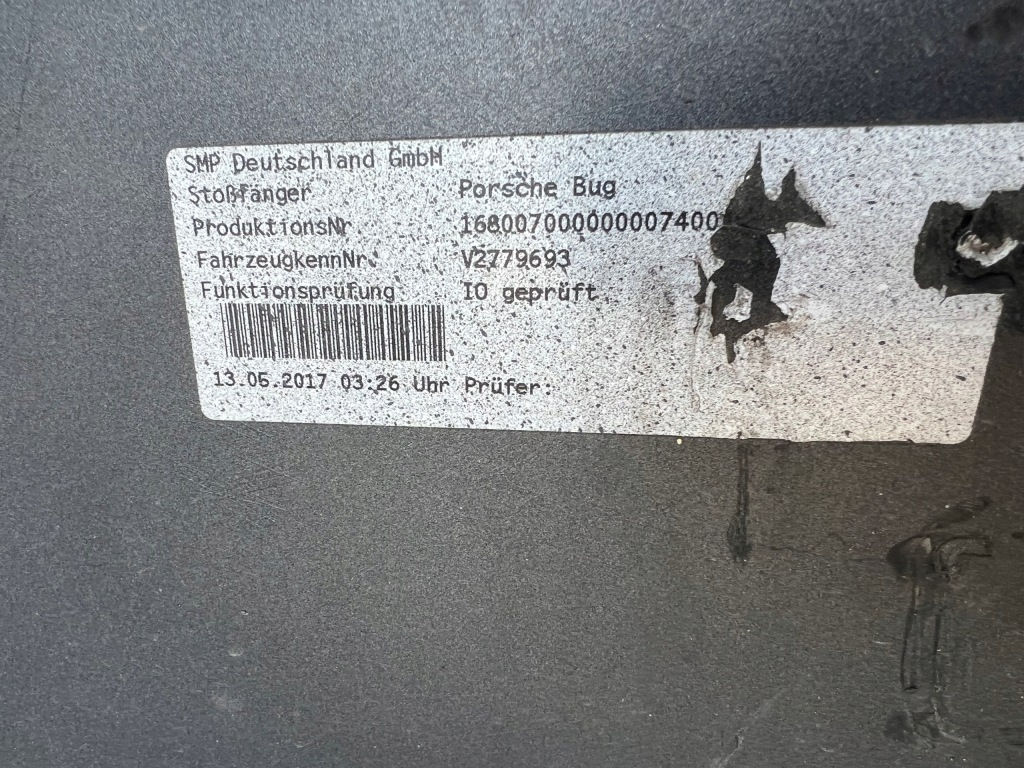 SMP Deutschland GmbH
Stoßfänger Porsche Bug
ProduktionsNr. 168007000000007400
FahrzeugkennNr. V2779693
Funktionsprüfung IO geprüft
13.05.2017 03:26 Uhr Prüfer: